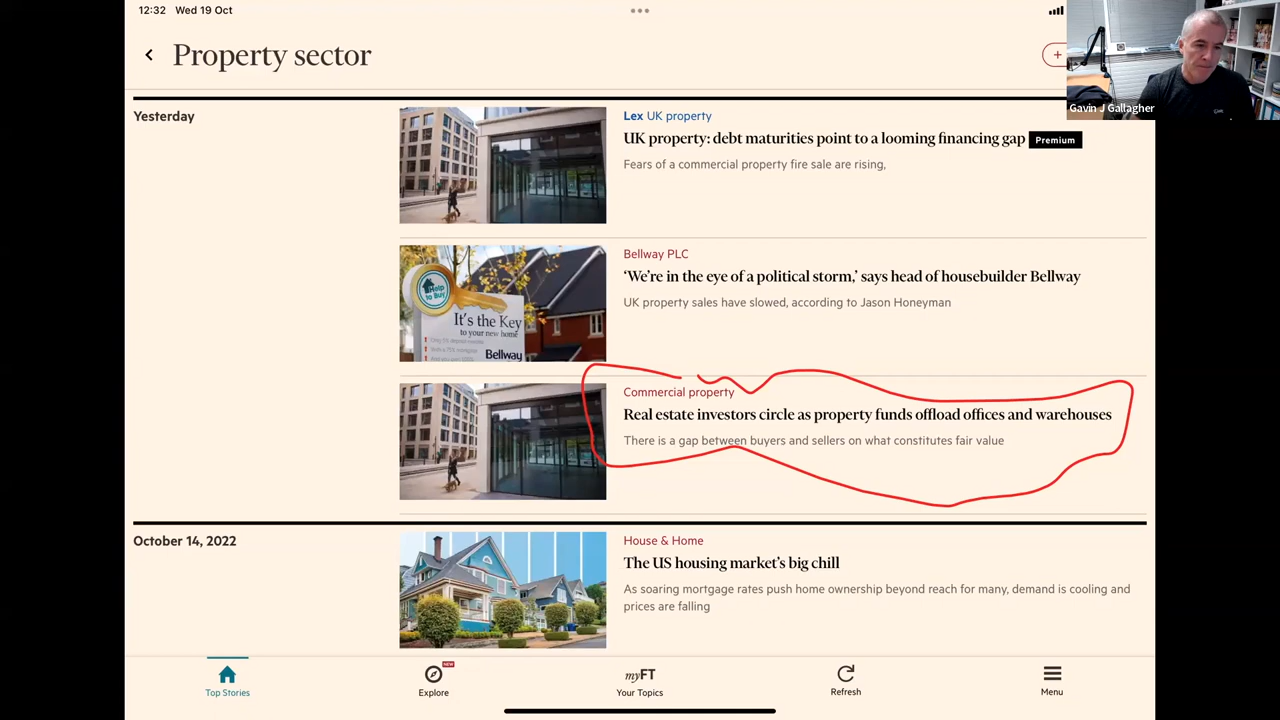 12:32 Wed 19 Oct
Property sector
Gavin J Gallagher
Yesterday
Lex UK property
UK property: debt maturities point to a looming financing gap Premium
Fears of a commercial property fire sale are rising,
Bellway PLC
‘We’re in the eye of a political storm,’ says head of housebuilder Bellway
UK property sales have slowed, according to Jason Honeyman
Help to Buy
It's the Key
to your new home
Bellway
Commercial property
Real estate investors circle as property funds offload offices and warehouses
There is a gap between buyers and sellers on what constitutes fair value
October 14, 2022
House & Home
The US housing market’s big chill
As soaring mortgage rates push home ownership beyond reach for many, demand is cooling and
prices are falling
Top Stories
NEW
Explore
myFT
Your Topics
Refresh
Menu